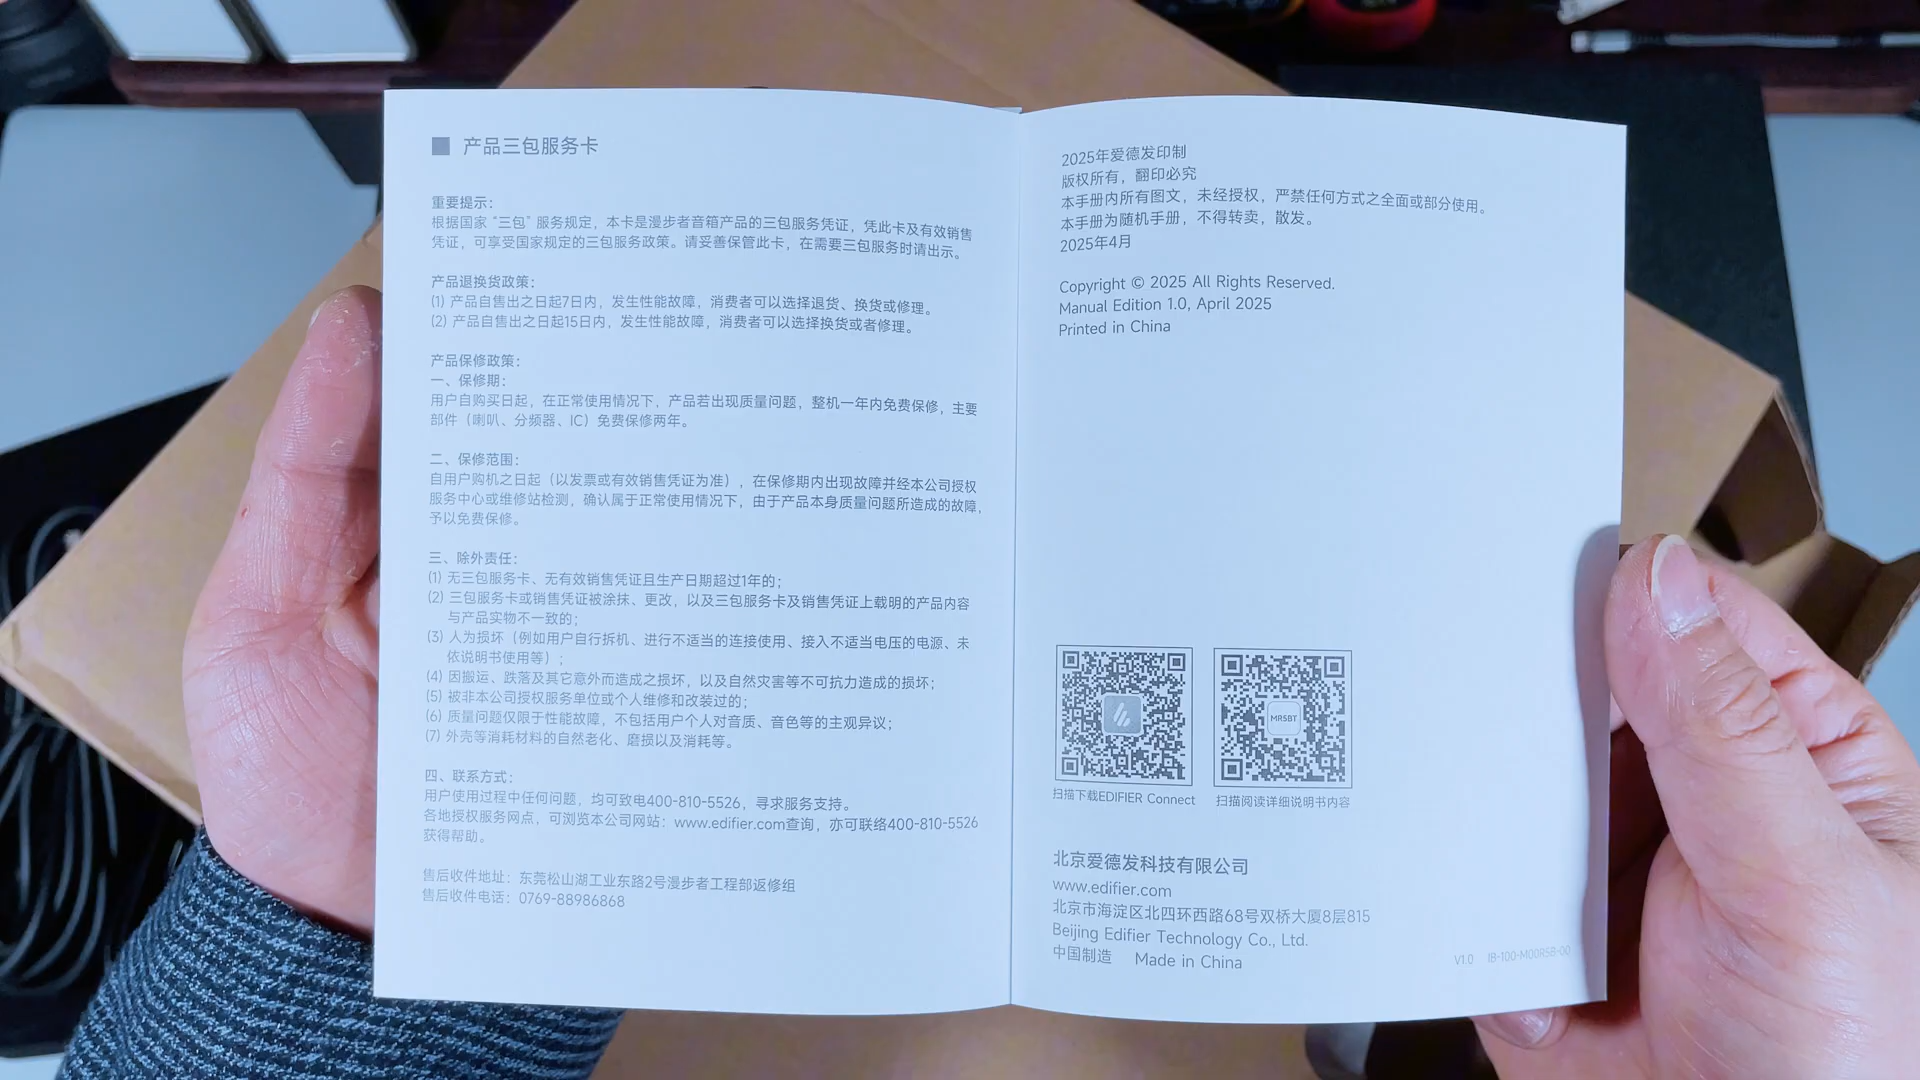 产品三包服务卡
重要提示：
根据国家“三包”服务规定，本卡是漫步者音箱产品的三包服务凭证，凭此卡及有效销售
凭证，可享受国家规定的三包服务政策。请妥善保管此卡，在需要三包服务时请出示。
产品退换货政策：
(1) 产品自售出之日起7日内，发生性能故障，消费者可以选择退货、换货或修理。
(2) 产品自售出之日起15日内，发生性能故障，消费者可以选择换货或者修理。
产品保修政策：
一、保修期：
用户自购买日起，在正常使用情况下，产品若出现质量问题，整机一年内免费保修，主要
部件（喇叭、分频器、IC）免费保修两年。
二、保修范围：
自用户购机之日起（以发票或有效销售凭证为准），在保修期内出现故障并经本公司授权
服务中心或维修站检测，确认属于正常使用情况下，由于产品本身质量问题所造成的故障，
予以免费保修。
三、除外责任：
(1) 无三包服务卡、无有效销售凭证且生产日期超过1年的；
(2) 三包服务卡或销售凭证被涂抹、更改，以及三包服务卡及销售凭证上载明的产品内容
与产品实物不一致的；
(3) 人为损坏（例如用户自行拆机、进行不适当的连接使用、接入不适当电压的电源、未
依说明书使用等）；
(4) 因搬运、跌落及其它意外而造成之损坏，以及自然灾害等不可抗力造成的损坏；
(5) 被非本公司授权服务单位或个人维修和改装过的；
(6) 质量问题仅限于性能故障，不包括用户个人对音质、音色等的主观异议；
(7) 外壳等消耗材料的自然老化、磨损以及消耗等。
四、联系方式：
用户使用过程中任何问题，均可致电400-810-5526，寻求服务支持。
各地授权服务网点，可浏览本公司网站：www.edifier.com查询，亦可联络400-810-5526
获得帮助。
售后收件地址：东莞松山湖工业东路2号漫步者工程部返修组
售后收件电话：0769-88986868
2025年爱德发印制
版权所有，翻印必究
本手册内所有图文，未经授权，严禁任何方式之全面或部分使用。
本手册为随机手册，不得转卖，散发。
2025年4月
Copyright © 2025 All Rights Reserved.
Manual Edition 1.0, April 2025
Printed in China
MR5BT
扫描下载EDIFIER Connect
扫描阅读详细说明书内容
北京爱德发科技有限公司
www.edifier.com
北京市海淀区北四环西路68号双桥大厦8层815
Beijing Edifier Technology Co., Ltd.
中国制造 Made in China
V1.0 IB-100-M00R5B-00